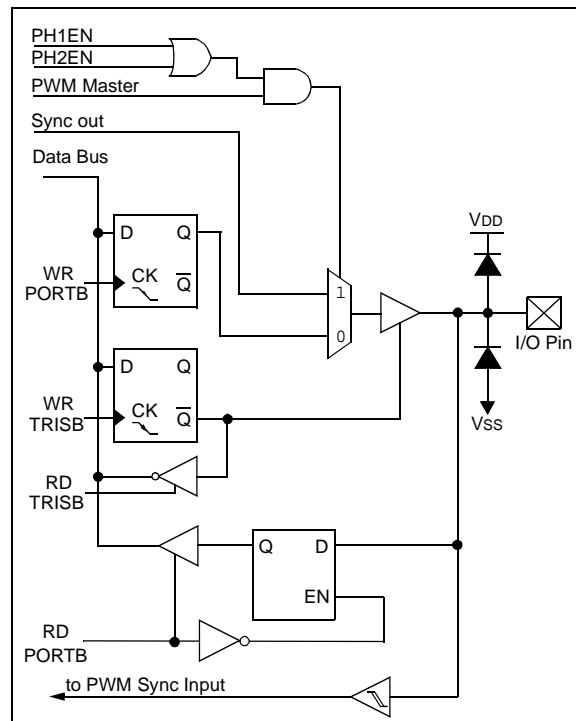 PH1EN
PH2EN
PWM Master
Sync out
Data Bus
D Q
WR
PORTB
CK
Q
VDD
1
0
I/O Pin
D Q
WR
TRISB
CK
Q
VSS
RD
TRISB
Q D
EN
RD
PORTB
to PWM Sync Input